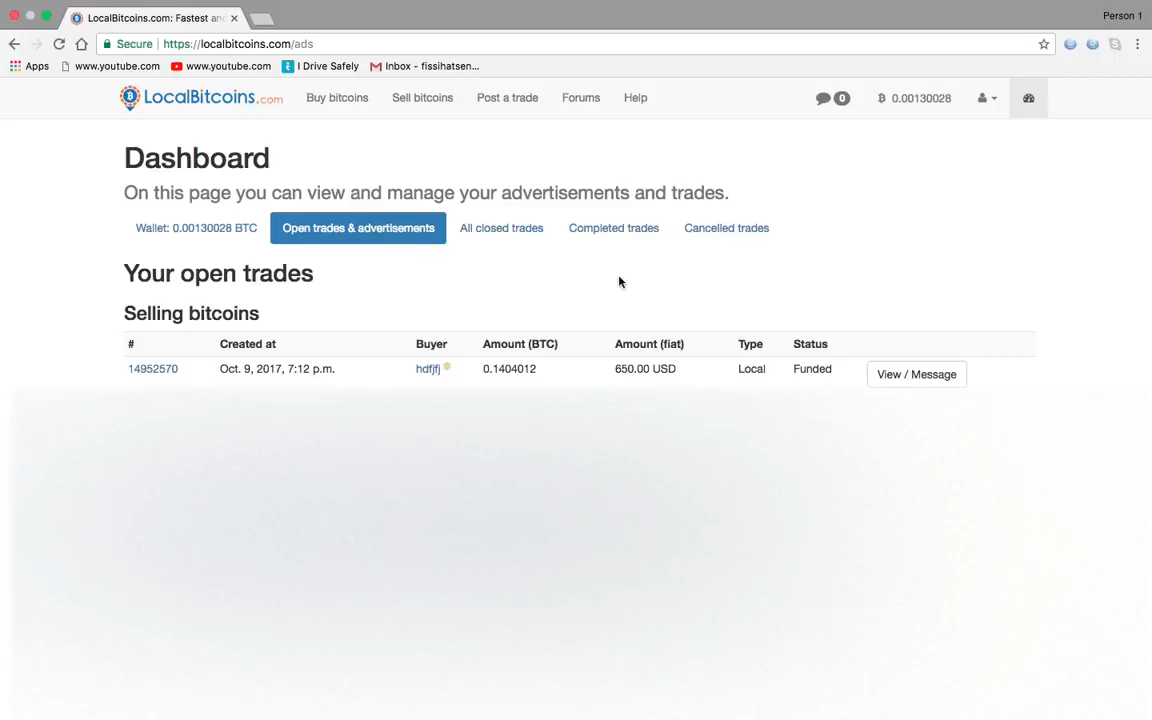 LocalBitcoins.com: Fastest and
Person 1
Secure https://localbitcoins.com/ads
Apps www.youtube.com www.youtube.com I Drive Safely Inbox - fissihatsen...
LocalBitcoins.com Buy bitcoins Sell bitcoins Post a trade Forums Help 0 0.00130028
Dashboard
On this page you can view and manage your advertisements and trades.
Wallet: 0.00130028 BTC Open trades & advertisements All closed trades Completed trades Cancelled trades
Your open trades
Selling bitcoins
# Created at Buyer Amount (BTC) Amount (fiat) Type Status
14952570 Oct. 9, 2017, 7:12 p.m. hdfjfj 0.1404012 650.00 USD Local Funded View / Message